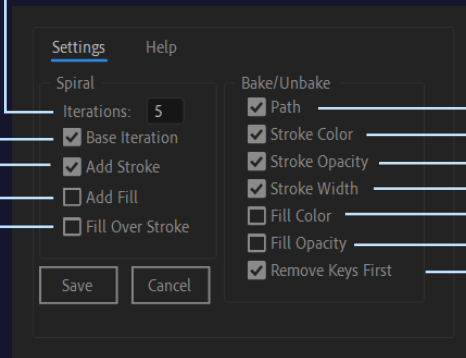 Settings
Help
Spiral
Iterations: 5
Base Iteration
Add Stroke
Add Fill
Fill Over Stroke
Save
Cancel
Bake/Unbake
Path
Stroke Color
Stroke Opacity
Stroke Width
Fill Color
Fill Opacity
Remove Keys First